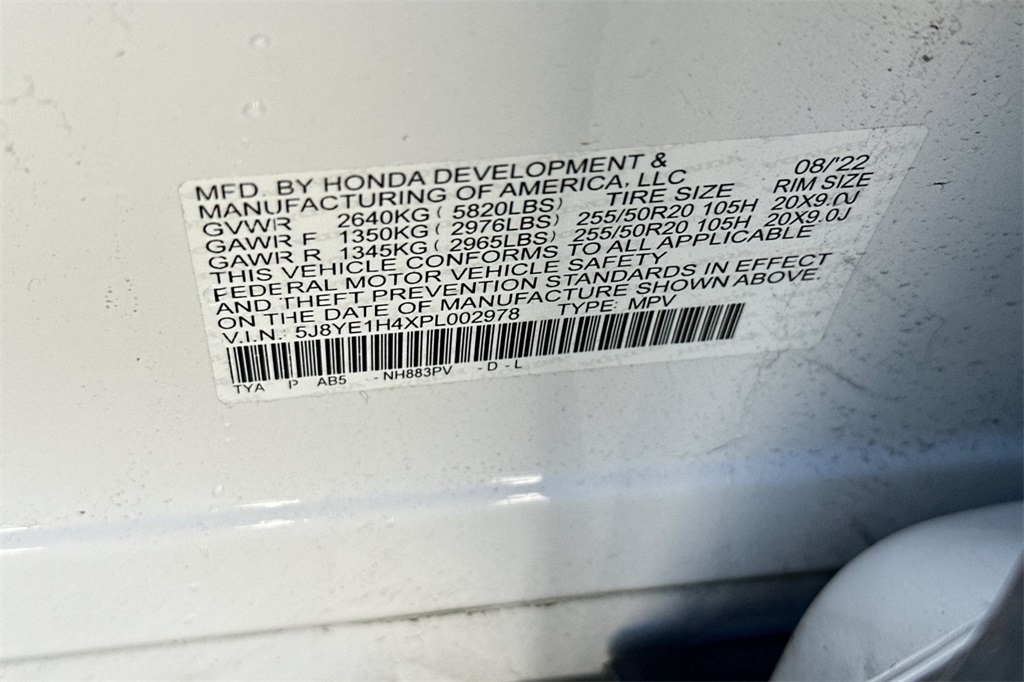 MFD. BY HONDA DEVELOPMENT & 08/'22
MANUFACTURING OF AMERICA, LLC
GVWR 2640KG ( 5820LBS) TIRE SIZE RIM SIZE
GAWR F 1350KG ( 2976LBS) 255/50R20 105H 20X9.0J
GAWR R 1345KG ( 2965LBS) 255/50R20 105H 20X9.0J
THIS VEHICLE CONFORMS TO ALL APPLICABLE
FEDERAL MOTOR VEHICLE SAFETY
AND THEFT PREVENTION STANDARDS IN EFFECT
ON THE DATE OF MANUFACTURE SHOWN ABOVE.
V.I.N.: 5J8YE1H4XPL002978 TYPE: MPV
TYA P AB5 - NH883PV - D - L